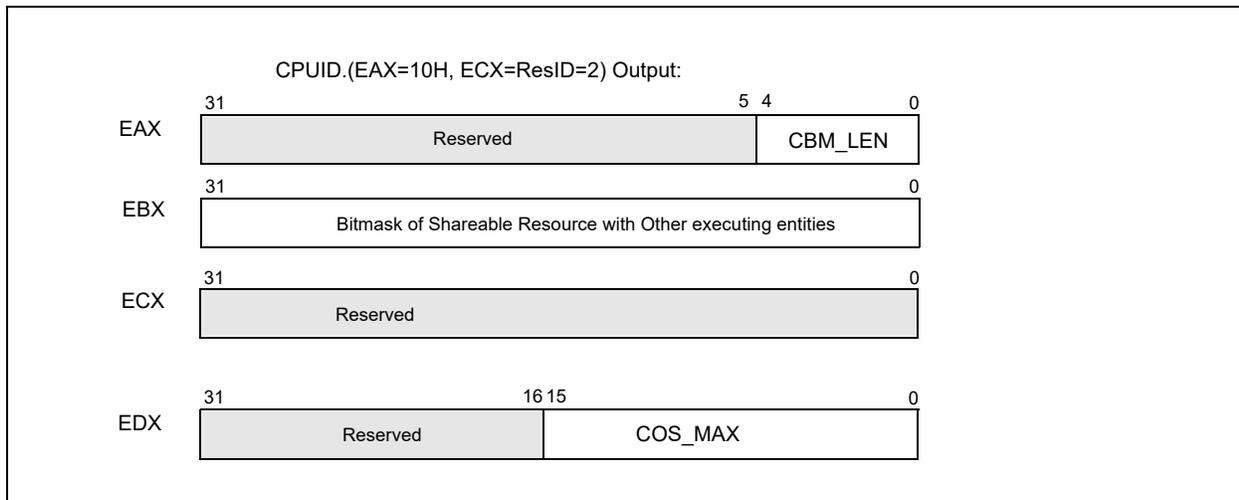 CPUID.(EAX=10H, ECX=ResID=2) Output:
31 5 4 0
EAX Reserved CBM_LEN
31 0
EBX Bitmask of Shareable Resource with Other executing entities
31 0
ECX Reserved
31 16 15 0
EDX Reserved COS_MAX